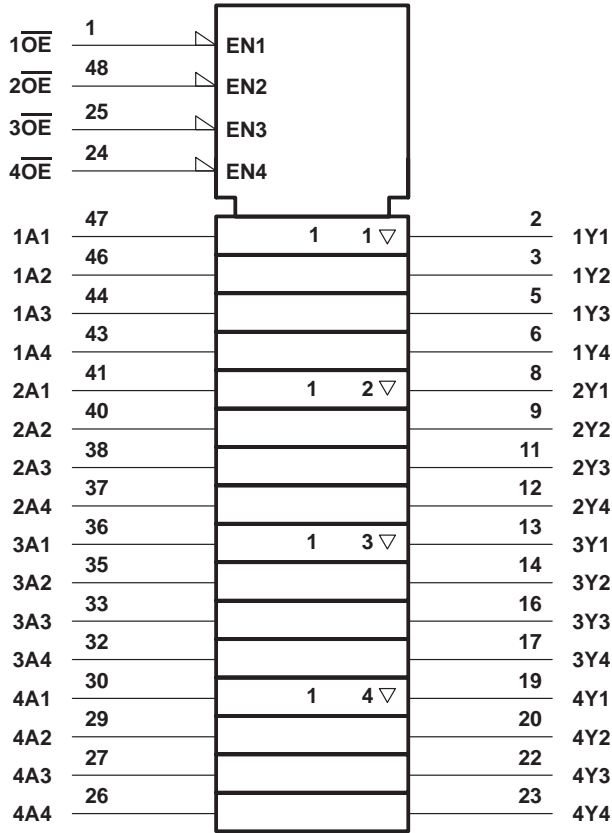 1O̅E̅ 1 EN1
2O̅E̅ 48 EN2
3O̅E̅ 25 EN3
4O̅E̅ 24 EN4
1A1 47 1 1 ▽ 2 1Y1
1A2 46 3 1Y2
1A3 44 5 1Y3
1A4 43 6 1Y4
2A1 41 1 2 ▽ 8 2Y1
2A2 40 9 2Y2
2A3 38 11 2Y3
2A4 37 12 2Y4
3A1 36 1 3 ▽ 13 3Y1
3A2 35 14 3Y2
3A3 33 16 3Y3
3A4 32 17 3Y4
4A1 30 1 4 ▽ 19 4Y1
4A2 29 20 4Y2
4A3 27 22 4Y3
4A4 26 23 4Y4